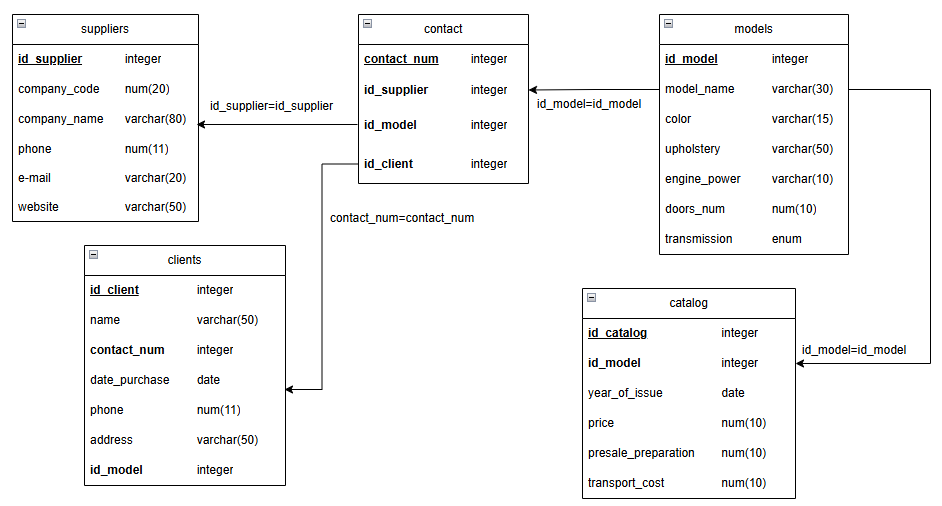 suppliers
id_supplier integer
company_code num(20)
company_name varchar(80)
phone num(11)
e-mail varchar(20)
website varchar(50)
id_supplier=id_supplier
contact
contact_num integer
id_supplier integer
id_model integer
id_client integer
id_model=id_model
models
id_model integer
model_name varchar(30)
color varchar(15)
upholstery varchar(50)
engine_power varchar(10)
doors_num num(10)
transmission enum
contact_num=contact_num
clients
id_client integer
name varchar(50)
contact_num integer
date_purchase date
phone num(11)
address varchar(50)
id_model integer
catalog
id_catalog integer
id_model integer
year_of_issue date
price num(10)
presale_preparation num(10)
transport_cost num(10)
id_model=id_model